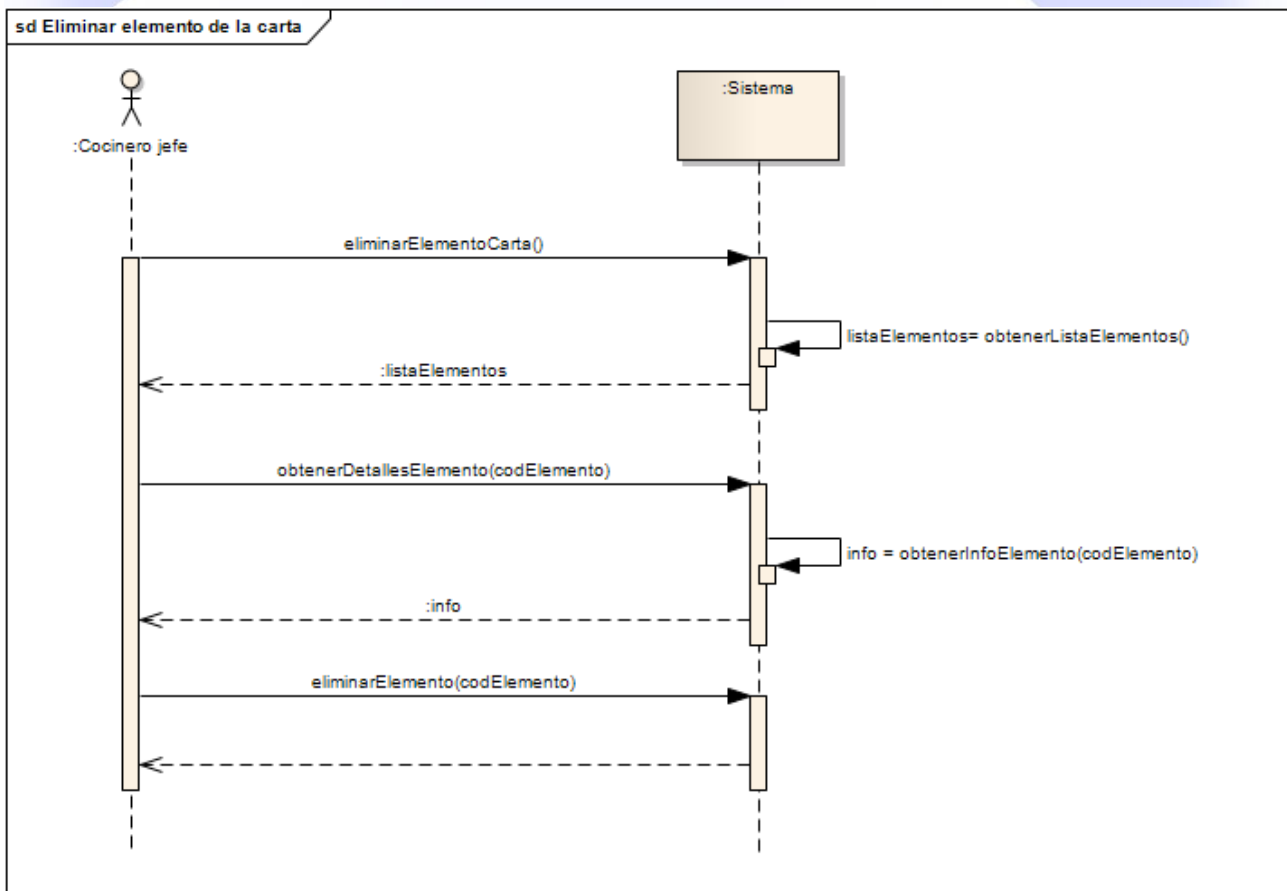 sd Eliminar elemento de la carta
:Cocinero jefe
:Sistema
eliminarElementoCarta()
listaElementos= obtenerListaElementos()
:listaElementos
obtenerDetallesElemento(codElemento)
info = obtenerInfoElemento(codElemento)
:info
eliminarElemento(codElemento)